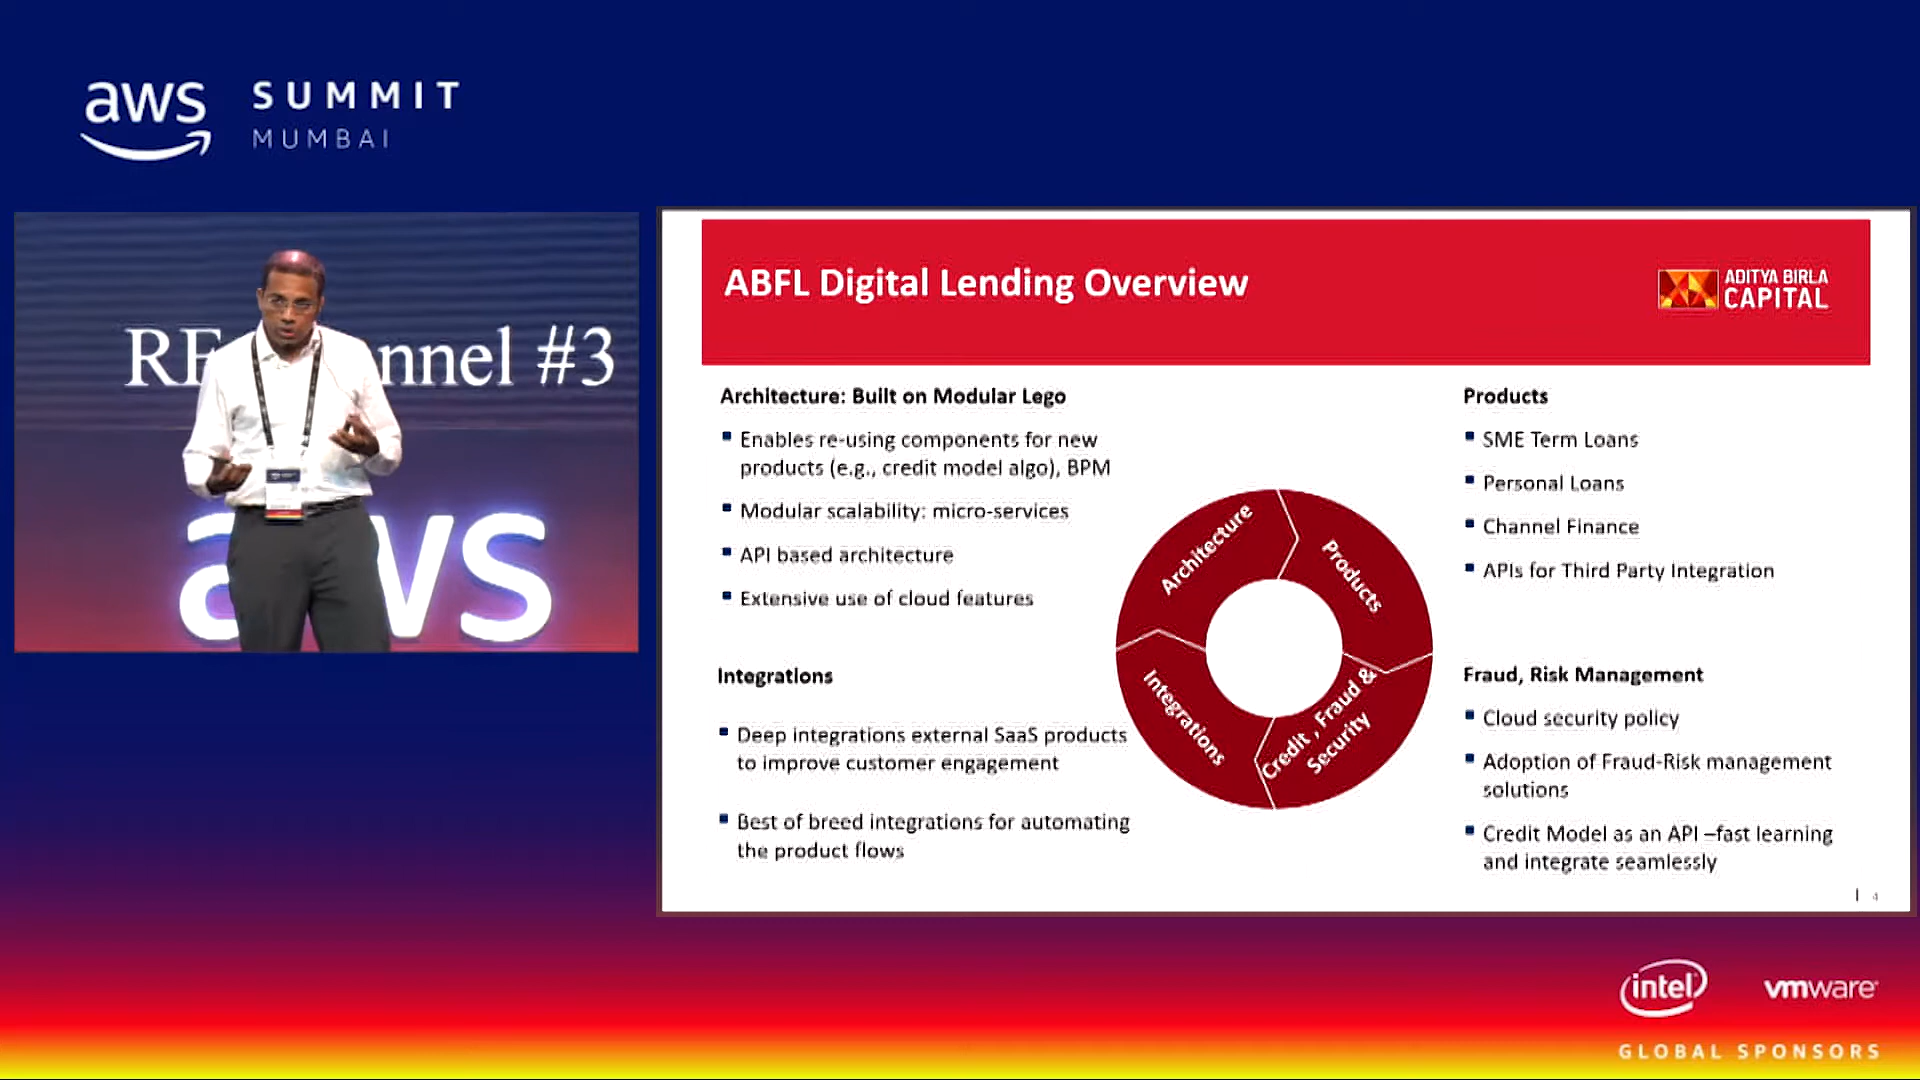 aws SUMMIT
MUMBAI
nnel #3
ABFL Digital Lending Overview
ADITYA BIRLA
CAPITAL
Architecture: Built on Modular Lego
Enables re-using components for new
products (e.g., credit model algo), BPM
Modular scalability: micro-services
API based architecture
Extensive use of cloud features
Integrations
Deep integrations external SaaS products
to improve customer engagement
Best of breed integrations for automating
the product flows
Architecture
Products
Integrations
Credit , Fraud &
Security
Products
SME Term Loans
Personal Loans
Channel Finance
APIs for Third Party Integration
Fraud, Risk Management
Cloud security policy
Adoption of Fraud-Risk management
solutions
Credit Model as an API –fast learning
and integrate seamlessly
4
intel vmware
GLOBAL SPONSORS